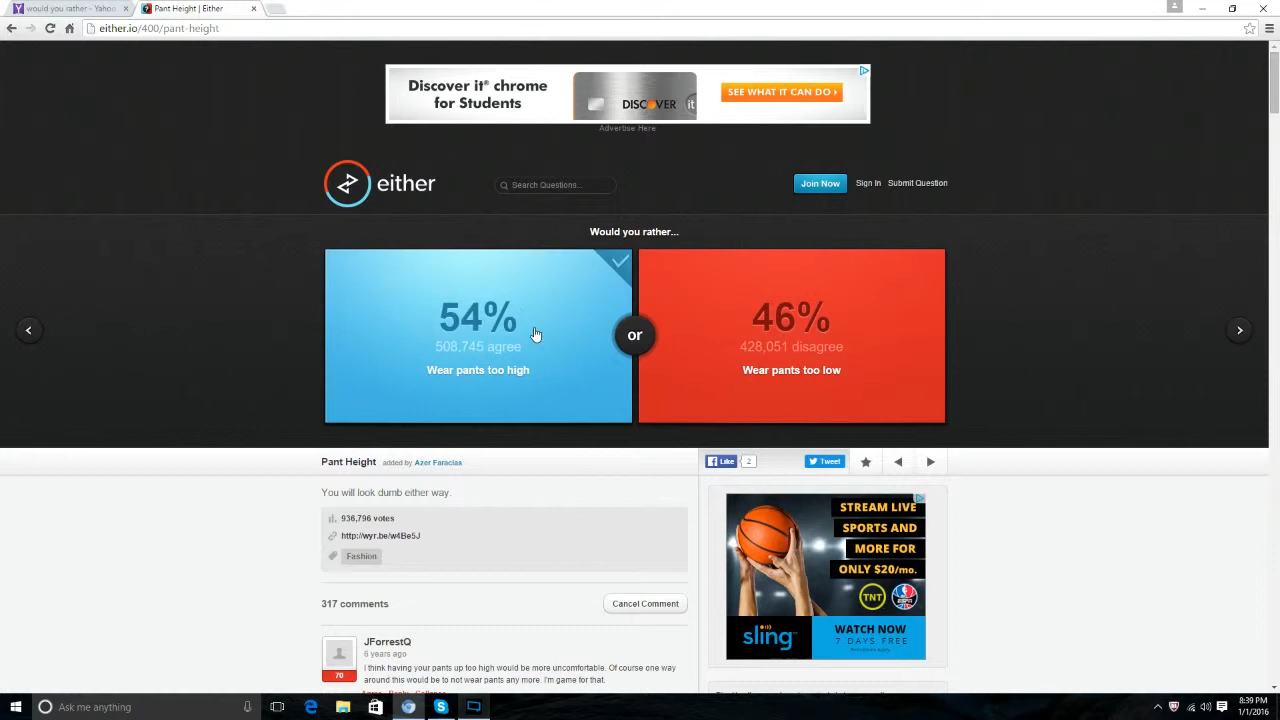 would you rather - Yahoo
Pant Height | Either
either.io/400/pant-height
Discover it® chrome
for Students
DISCOVER it
SEE WHAT IT CAN DO
Advertise Here
either
Search Questions...
Join Now
Sign In
Submit Question
Would you rather...
54%
508,745 agree
Wear pants too high
or
46%
428,051 disagree
Wear pants too low
Pant Height
added by Azer Faracias
Like
2
Tweet
You will look dumb either way.
936,796 votes
http://wyr.be/w4Be5J
Fashion
317 comments
Cancel Comment
JForrestQ
6 years ago
70
I think having your pants up too high would be more uncomfortable. Of course one way
around this would be to not wear pants any more. I'm game for that.
STREAM LIVE
SPORTS AND
MORE FOR
ONLY $20/mo.
TNT
sling
WATCH NOW
7 DAYS FREE
Ask me anything
8:39 PM
1/1/2016